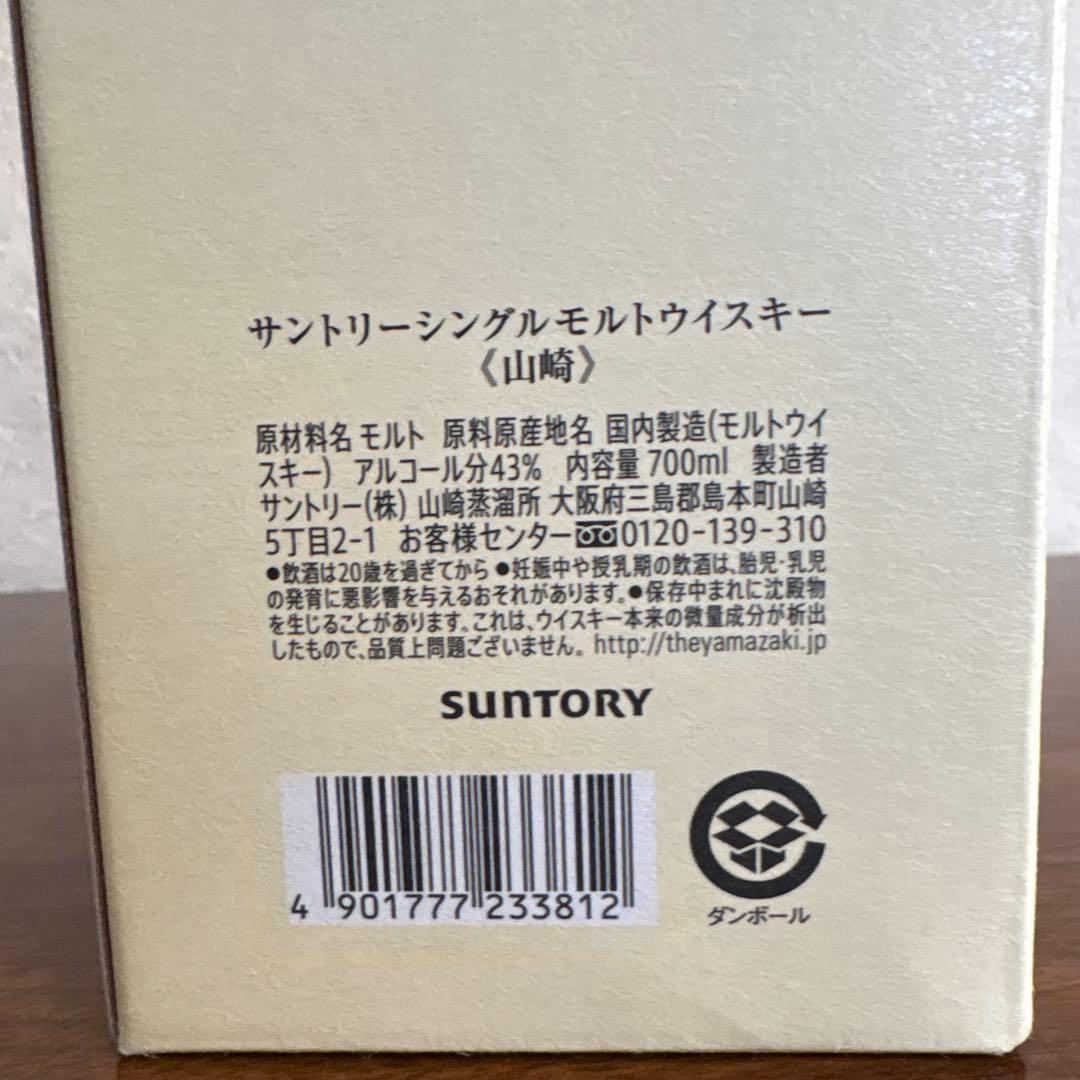 サントリーシングルモルトウイスキー
《山崎》
原材料名 モルト 原料原産地名 国内製造(モルトウイ
スキー) アルコール分43% 内容量 700ml 製造者
サントリー(株) 山崎蒸溜所 大阪府三島郡島本町山崎
5丁目2-1 お客様センター 0120-139-310
●飲酒は20歳を過ぎてから ●妊娠中や授乳期の飲酒は、胎児・乳児
の発育に悪影響を与えるおそれがあります。●保存中まれに沈殿物
を生じることがあります。これは、ウイスキー本来の微量成分が析出
したもので、品質上問題ございません。 http://theyamazaki.jp
SUNTORY
4 901777 233812
ダンボール